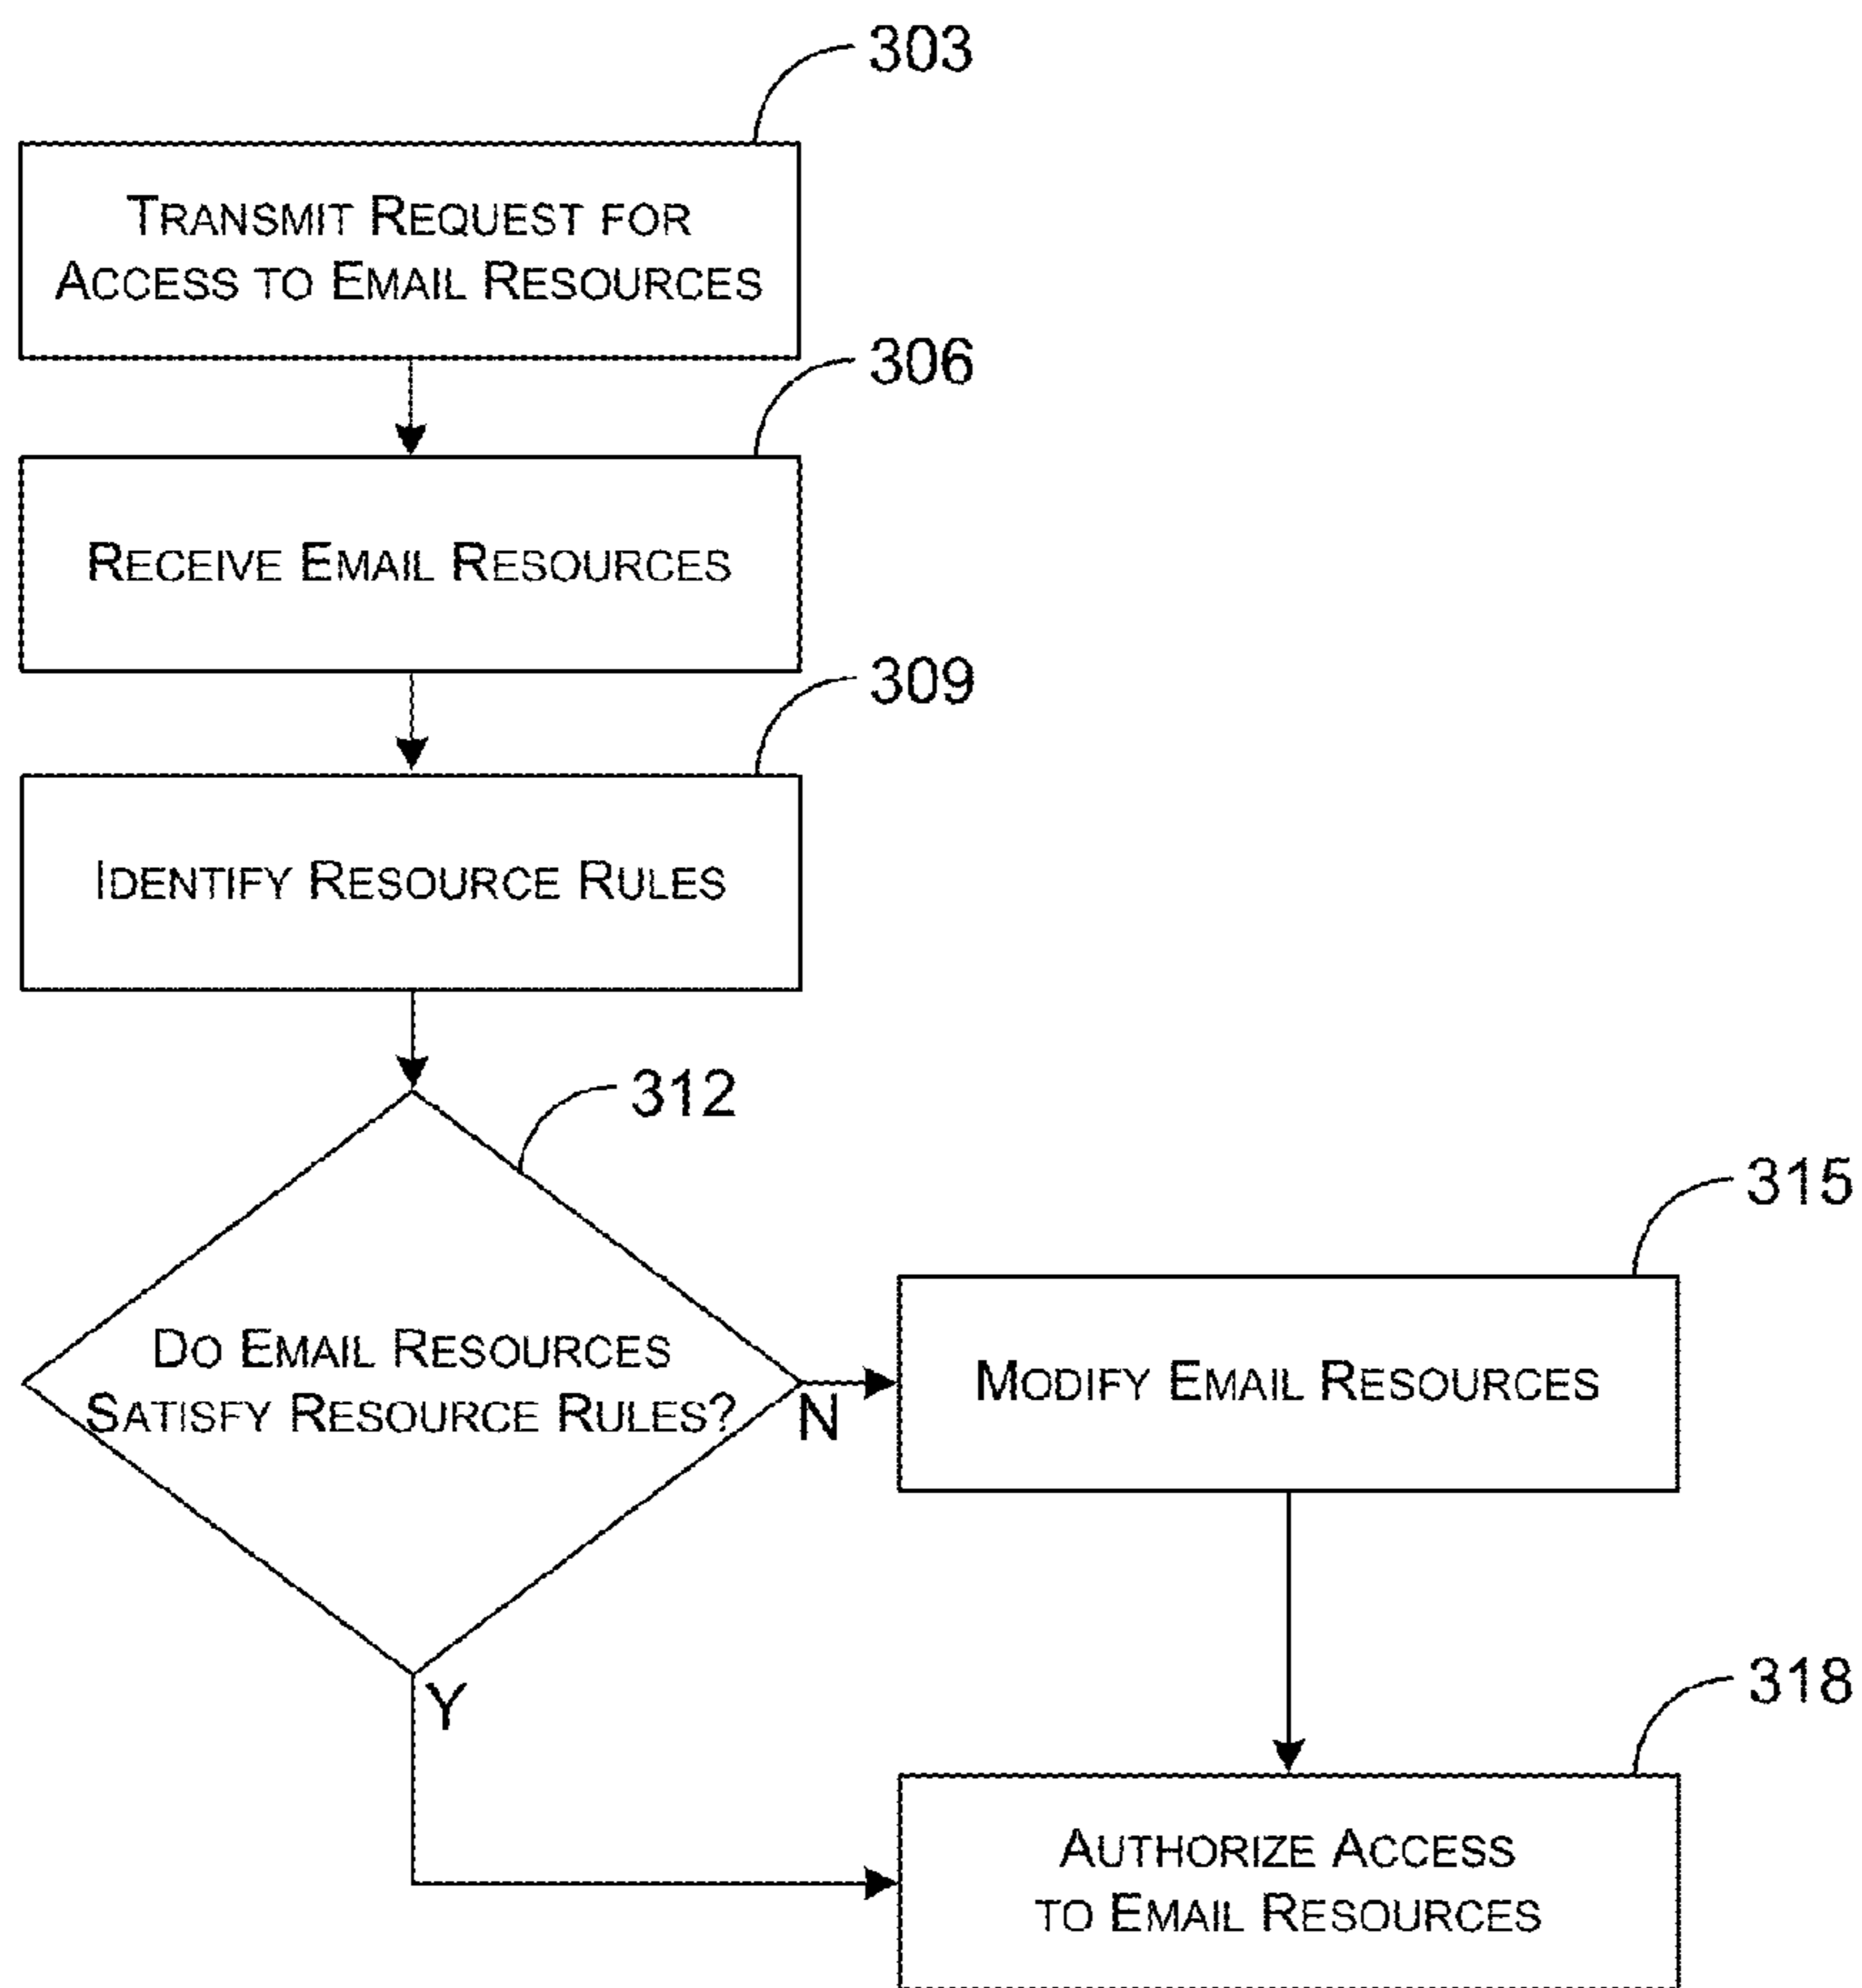 303
TRANSMIT REQUEST FOR
ACCESS TO EMAIL RESOURCES
306
RECEIVE EMAIL RESOURCES
309
IDENTIFY RESOURCE RULES
312
DO EMAIL RESOURCES
SATISFY RESOURCE RULES?
N
315
MODIFY EMAIL RESOURCES
Y
318
AUTHORIZE ACCESS
TO EMAIL RESOURCES